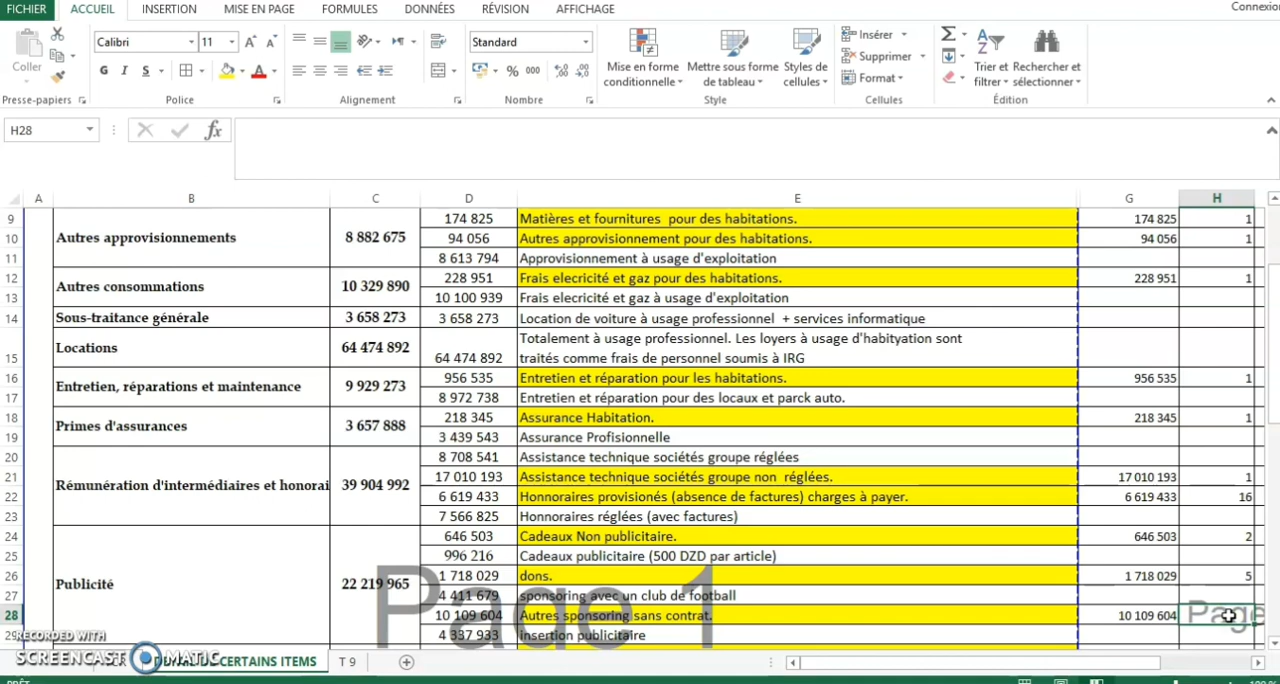 FICHIER ACCUEIL INSERTION MISE EN PAGE FORMULES DONNÉES RÉVISION AFFICHAGE Connexio
Coller Calibri 11 Standard Mise en forme conditionnelle Mettre sous forme de tableau Styles de cellules Insérer Supprimer Format Trier et filtrer Rechercher et sélectionner
G I S % 000
Presse-papiers Police Alignement Nombre Style Cellules Édition
H28 fx
A B C D E G H
9 174 825 Matières et fournitures pour des habitations. 174 825 1
10 Autres approvisionnements 8 882 675 94 056 Autres approvisionnement pour des habitations. 94 056 1
11 8 613 794 Approvisionnement à usage d'exploitation
12 228 951 Frais elecricité et gaz pour des habitations. 228 951 1
Autres consommations 10 329 890
13 10 100 939 Frais elecricité et gaz à usage d'exploitation
14 Sous-traitance générale 3 658 273 3 658 273 Location de voiture à usage professionnel + services informatique
Locations 64 474 892 Totalement à usage professionnel. Les loyers à usage d'habityation sont
15 64 474 892 traités comme frais de personnel soumis à IRG
16 956 535 Entretien et réparation pour les habitations. 956 535 1
Entretien, réparations et maintenance 9 929 273
17 8 972 738 Entretien et réparation pour des locaux et parck auto.
18 218 345 Assurance Habitation. 218 345 1
Primes d'assurances 3 657 888
19 3 439 543 Assurance Profisionnelle
20 8 708 541 Assistance technique sociétés groupe réglées
21 17 010 193 Assistance technique sociétés groupe non réglées. 17 010 193 1
Rémunération d'intermédiaires et honorai 39 904 992
22 6 619 433 Honnoraires provisionés (absence de factures) charges à payer. 6 619 433 16
23 7 566 825 Honnoraires réglées (avec factures)
24 646 503 Cadeaux Non publicitaire. 646 503 2
25 996 216 Cadeaux publicitaire (500 DZD par article)
26 1 718 029 dons. 1 718 029 5
Publicité 22 219 965
27 4 411 679 sponsoring avec un club de football
28 10 109 604 Autres sponsoring sans contrat. 10 109 604
29 4 337 933 insertion publicitaire
Page 1
Page
RECORDED WITH
SCREENCAST MATIC
CERTAINS ITEMS T 9